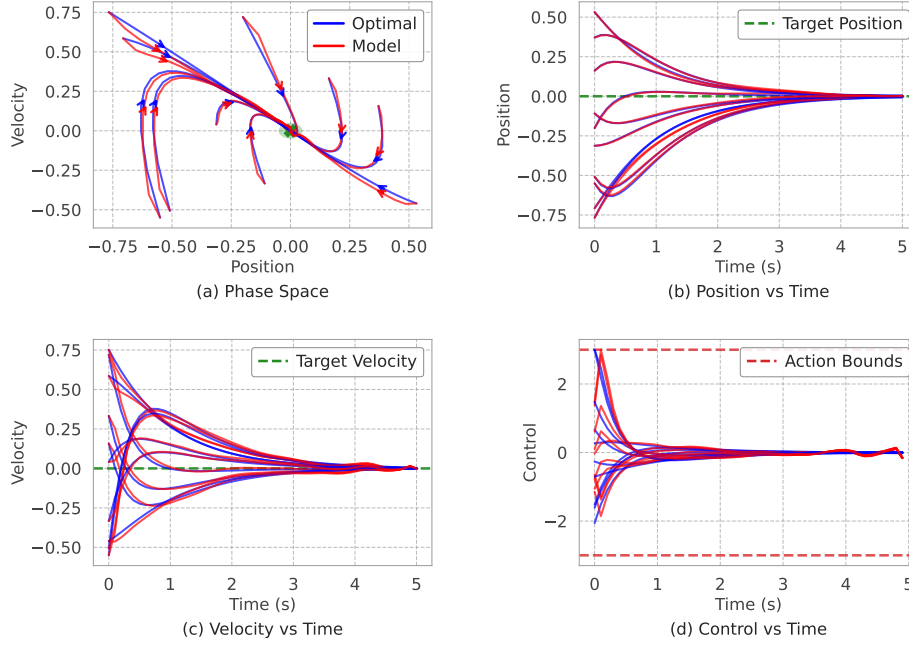 0.75
0.50
0.25
0.00
−0.25
−0.50
Velocity
Optimal
Model
−0.75 −0.50 −0.25 0.00 0.25 0.50
Position
(a) Phase Space
0.50
0.25
0.00
−0.25
−0.50
−0.75
Position
Target Position
0 1 2 3 4 5
Time (s)
(b) Position vs Time
0.75
0.50
0.25
0.00
−0.25
−0.50
Velocity
Target Velocity
0 1 2 3 4 5
Time (s)
(c) Velocity vs Time
2
0
−2
Control
Action Bounds
0 1 2 3 4 5
Time (s)
(d) Control vs Time